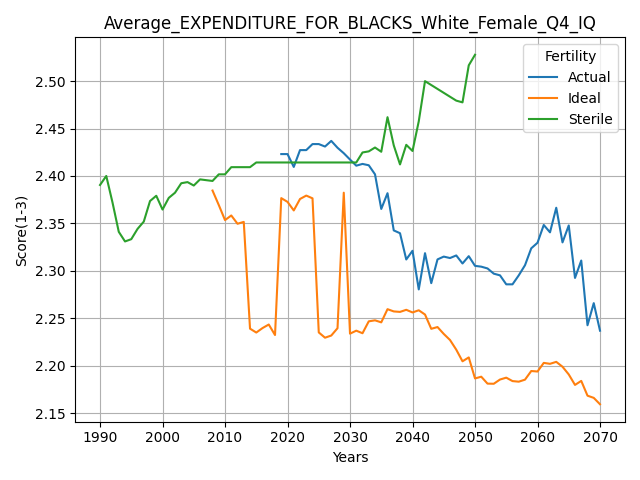 Average_EXPENDITURE_FOR_BLACKS_White_Female_Q4_IQ
Fertility
Actual
Ideal
Sterile
Score(1-3)
2.50
2.45
2.40
2.35
2.30
2.25
2.20
2.15
1990 2000 2010 2020 2030 2040 2050 2060 2070
Years